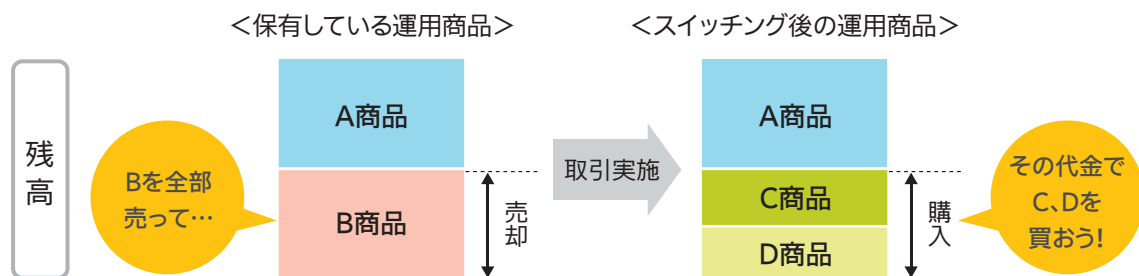 <保有している運用商品>
<スイッチング後の運用商品>
残高
Bを全部
売って…
A商品
B商品
売却
取引実施
A商品
C商品
D商品
購入
その代金で
C、Dを
買おう!